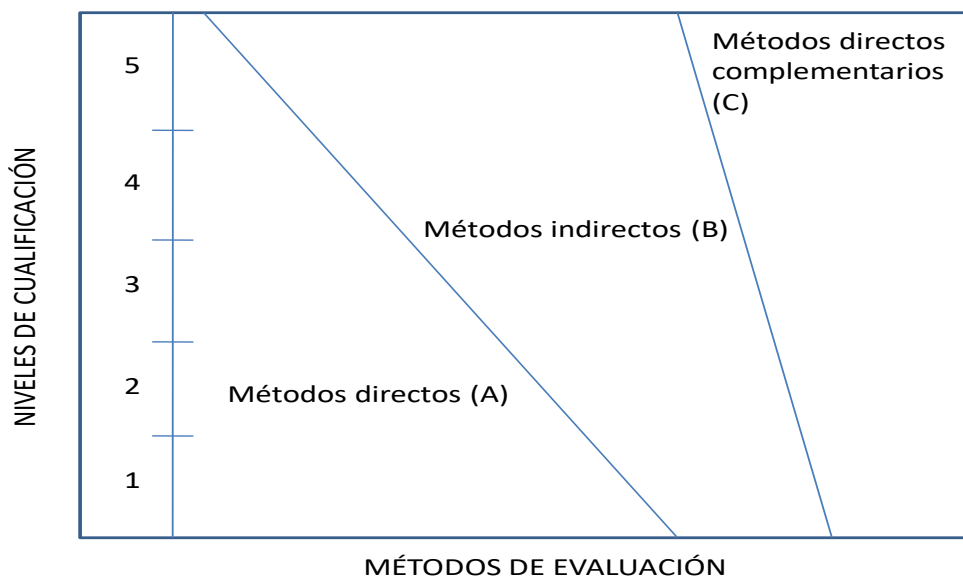 NIVELES DE CUALIFICACIÓN
5
4
3
2
1
Métodos directos
complementarios
(C)
Métodos indirectos (B)
Métodos directos (A)
MÉTODOS DE EVALUACIÓN